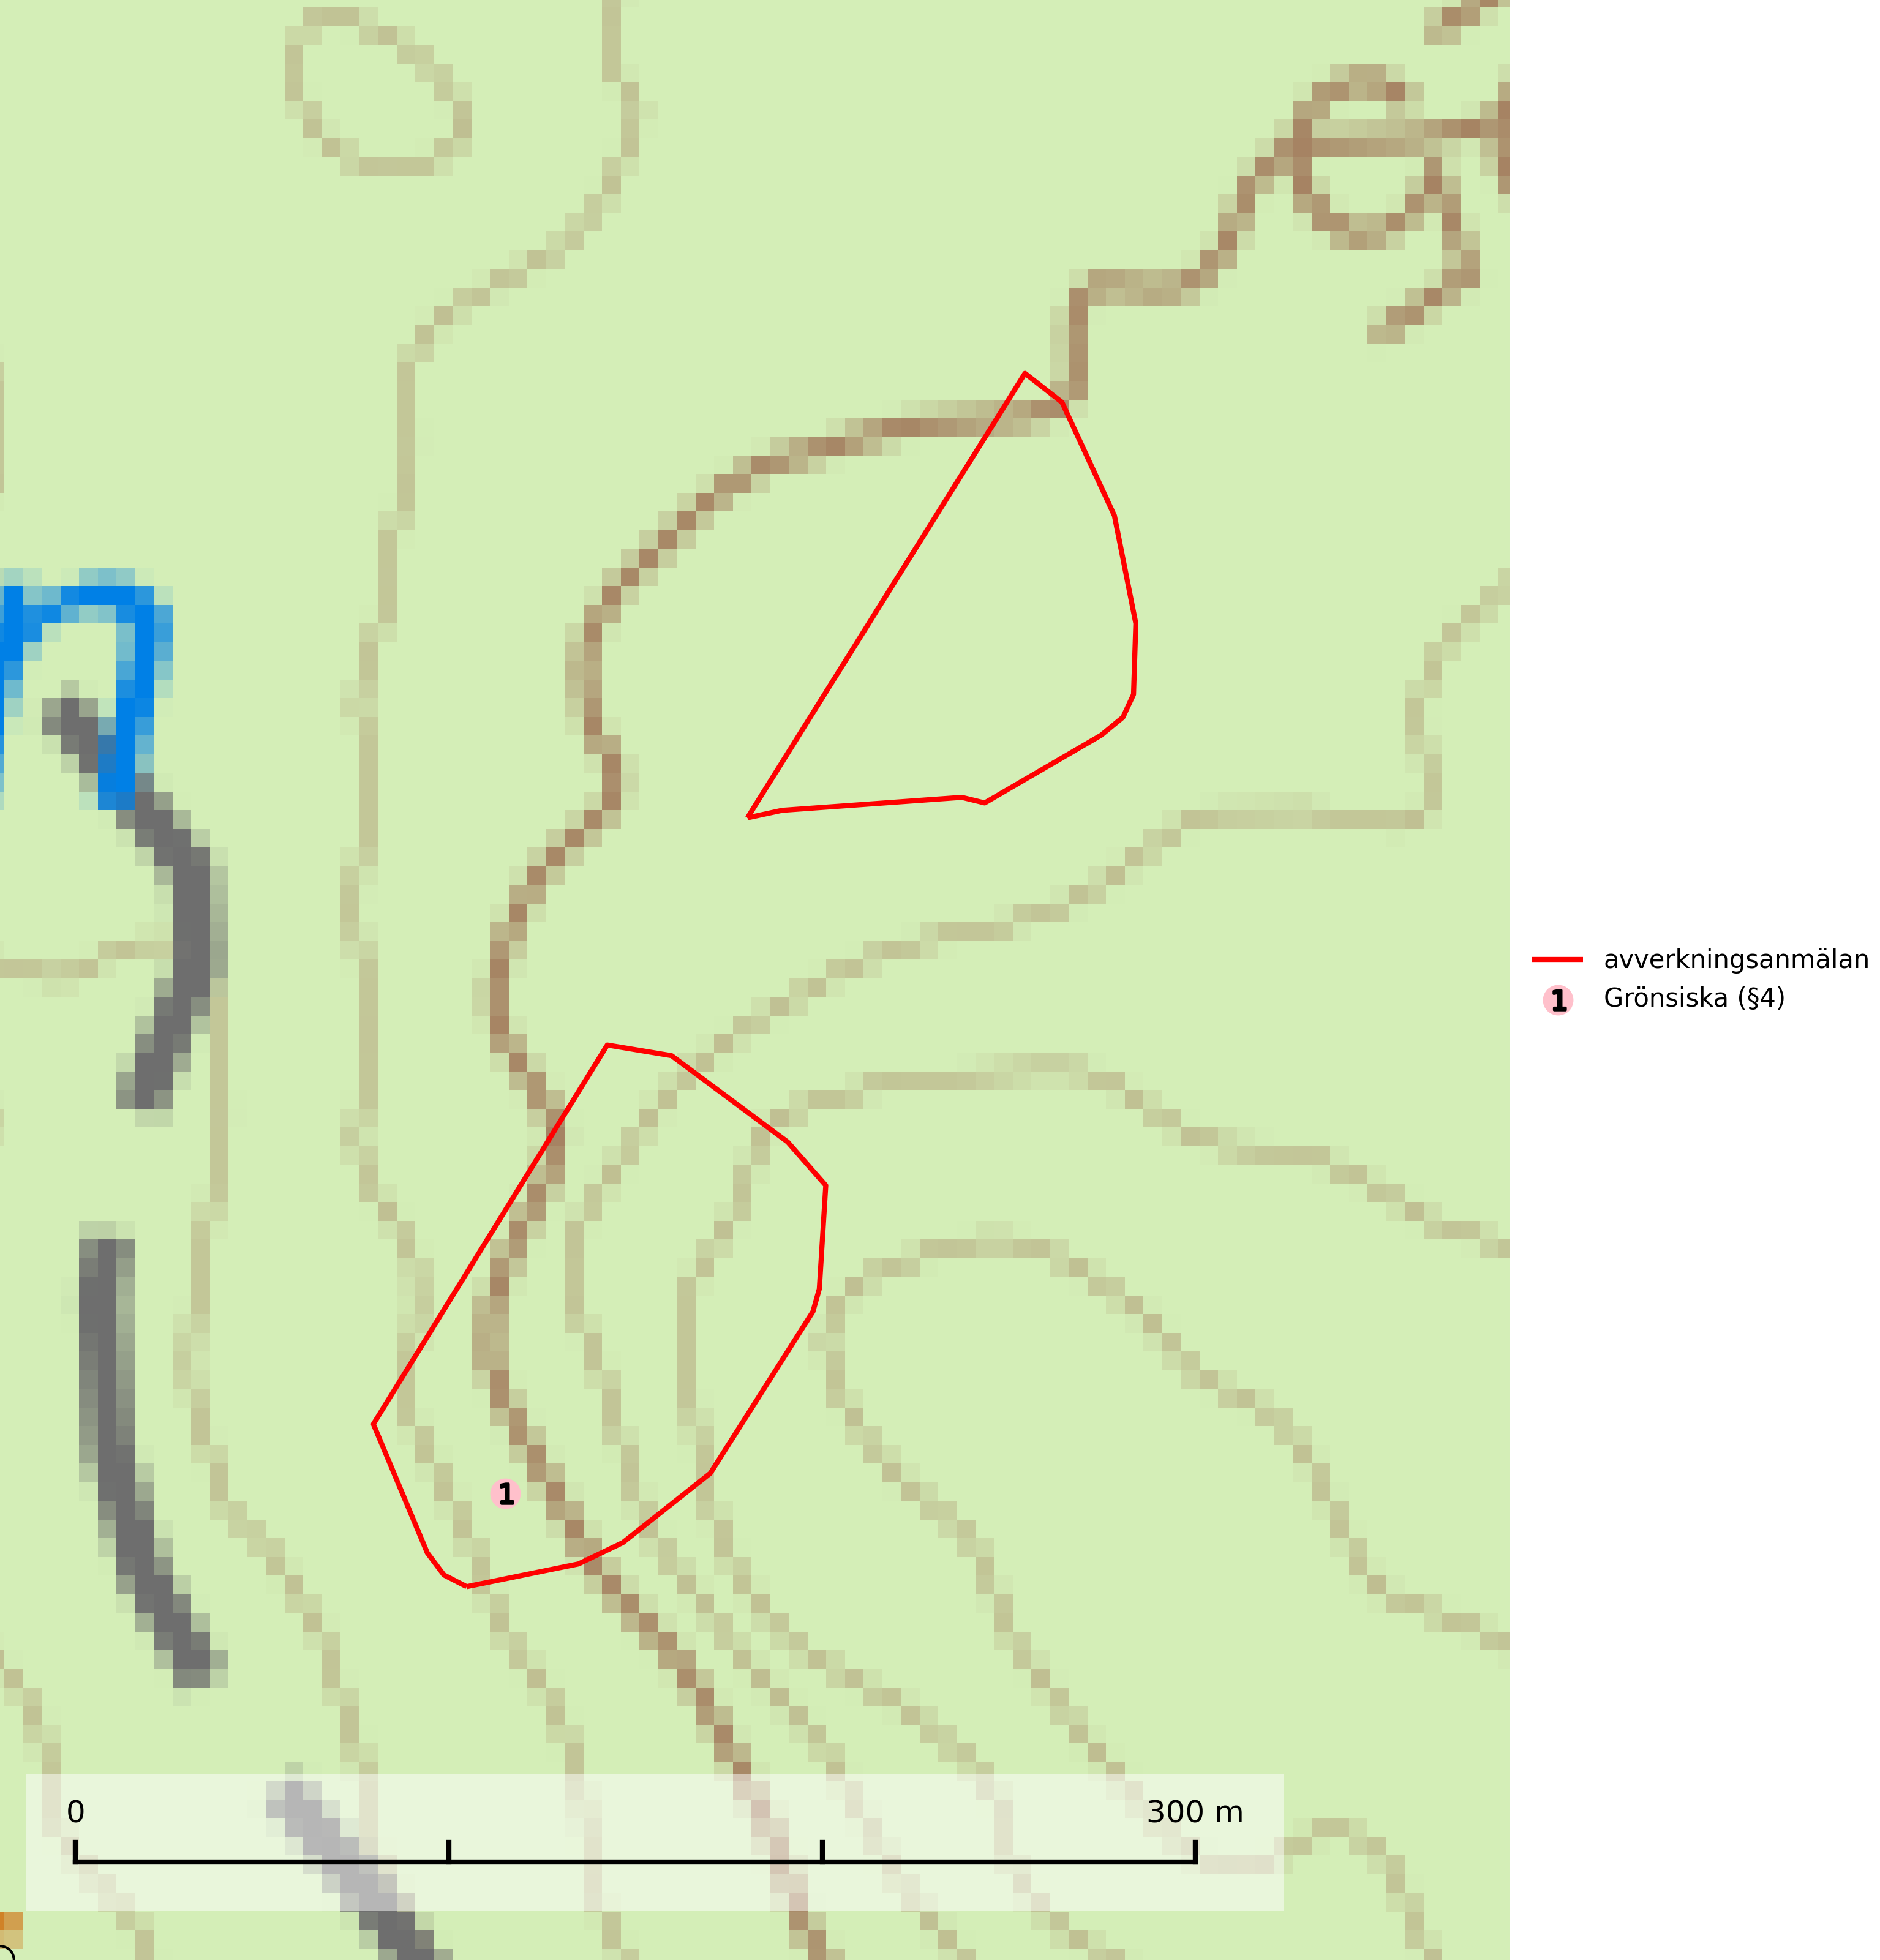 avverkningsanmälan
1 Grönsiska (§4)
1
0 300 m